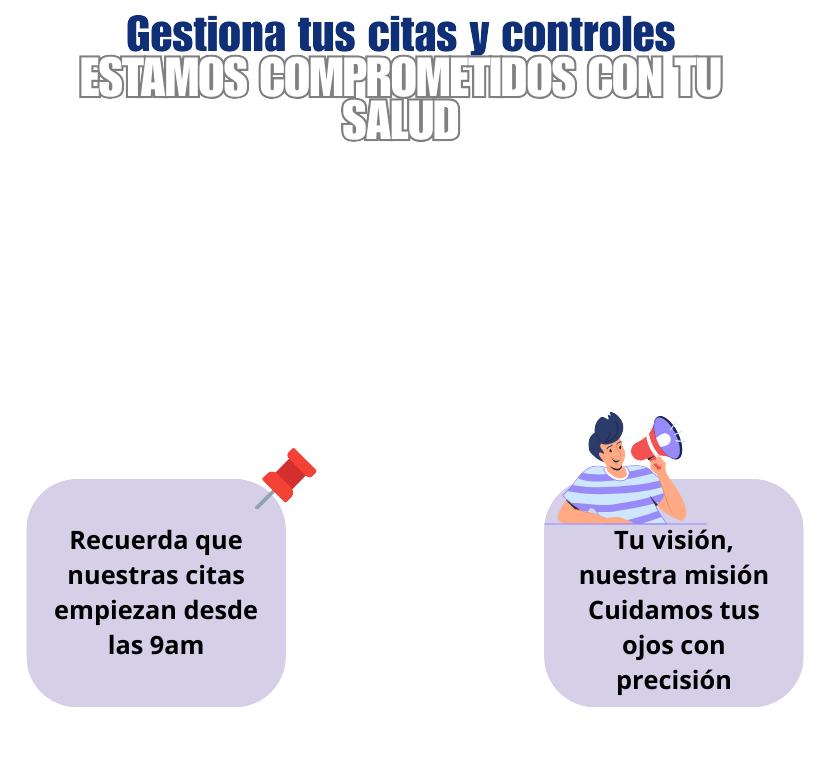 Gestiona tus citas y controles
ESTAMOS COMPROMETIDOS CON TU
SALUD
Recuerda que
nuestras citas
empiezan desde
las 9am
Tu visión,
nuestra misión
Cuidamos tus
ojos con
precisión